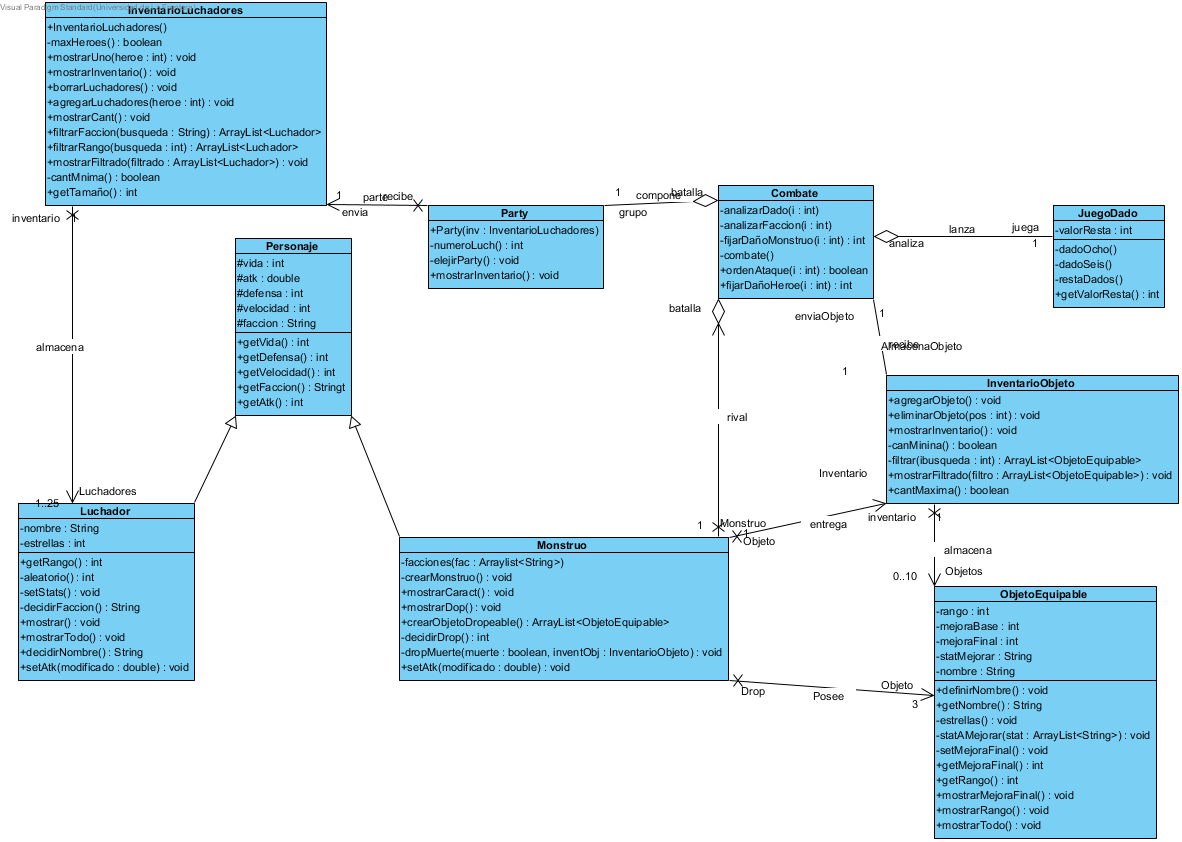 Visual Paradigm Standard(Universidad
InventarioLuchadores
+InventarioLuchadores()
-maxHeroes() : boolean
+mostrarUno(heroe : int) : void
+mostrarInventario() : void
+borrarLuchadores() : void
+agregarLuchadores(heroe : int) : void
+mostrarCant() : void
+filtrarFaccion(busqueda : String) : ArrayList<Luchador>
+filtrarRango(busqueda : int) : ArrayList<Luchador>
+mostrarFiltrado(filtrado : ArrayList<Luchador>) : void
-cantMnima() : boolean
+getTamaño() : int
inventario
almacena
Luchadores
1..25
1
parte
recibe
envia
Party
+Party(inv : InventarioLuchadores)
-numeroLuch() : int
-elejirParty() : void
+mostrarInventario() : void
1
compone
batalla
grupo
Combate
-analizarDado(i : int)
-analizarFaccion(i : int)
-fijarDañoMonstruo(i : int) : int
-combate()
+ordenAtaque(i : int) : boolean
+fijarDañoHeroe(i : int) : int
analiza
lanza
juega
1
JuegoDado
-valorResta : int
-dadoOcho()
-dadoSeis()
-restaDados()
+getValorResta() : int
Personaje
#vida : int
#atk : double
#defensa : int
#velocidad : int
#faccion : String
+getVida() : int
+getDefensa() : int
+getVelocidad() : int
+getFaccion() : Stringt
+getAtk() : int
batalla
rival
1
Monstruo
enviaObjeto
1
recibe
AlmacenaObjeto
1
InventarioObjeto
+agregarObjeto() : void
+eliminarObjeto(pos : int) : void
+mostrarInventario() : void
-canMinina() : boolean
-filtrar(ibusqueda : int) : ArrayList<ObjetoEquipable>
+mostrarFiltrado(filtro : ArrayList<ObjetoEquipable>) : void
+cantMaxima() : boolean
Inventario
entrega
1
Objeto
inventario
1
almacena
0..10
Objetos
Luchador
-nombre : String
-estrellas : int
+getRango() : int
-aleatorio() : int
-setStats() : void
-decidirFaccion() : String
+mostrar() : void
+mostrarTodo() : void
+decidirNombre() : String
+setAtk(modificado : double) : void
Monstruo
-facciones(fac : Arraylist<String>)
-crearMonstruo() : void
+mostrarCaract() : void
+mostrarDop() : void
+crearObjetoDropeable() : ArrayList<ObjetoEquipable>
-decidirDrop() : int
-dropMuerte(muerte : boolean, inventObj : InventarioObjeto) : void
+setAtk(modificado : double) : void
Drop
Posee
Objeto
3
ObjetoEquipable
-rango : int
-mejoraBase : int
-mejoraFinal : int
-statMejorar : String
-nombre : String
+definirNombre() : void
+getNombre() : String
-estrellas() : void
-statAMejorar(stat : ArrayList<String>) : void
-setMejoraFinal() : void
+getMejoraFinal() : int
+getRango() : int
+mostrarMejoraFinal() : void
+mostrarRango() : void
+mostrarTodo() : void